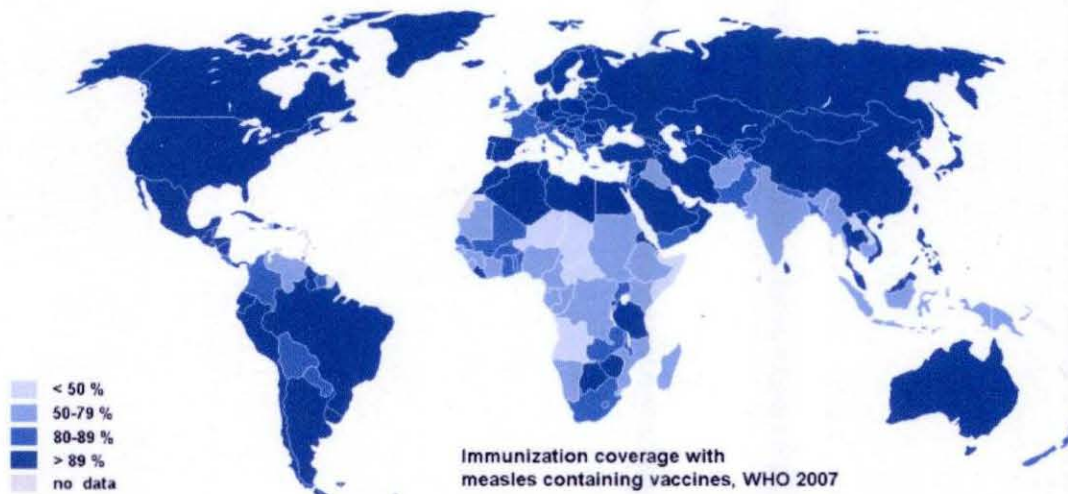 < 50 %
50-79 %
80-89 %
> 89 %
no data
Immunization coverage with
measles containing vaccines, WHO 2007